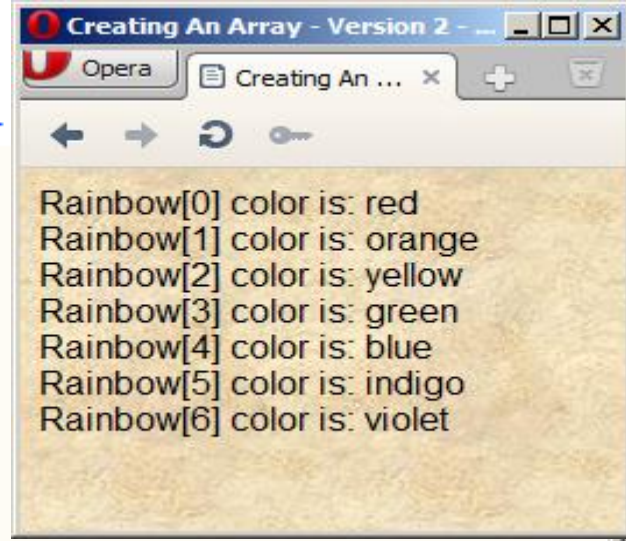 Creating An Array - Version 2 - ...
Opera
Creating An ...
Rainbow[0] color is: red
Rainbow[1] color is: orange
Rainbow[2] color is: yellow
Rainbow[3] color is: green
Rainbow[4] color is: blue
Rainbow[5] color is: indigo
Rainbow[6] color is: violet